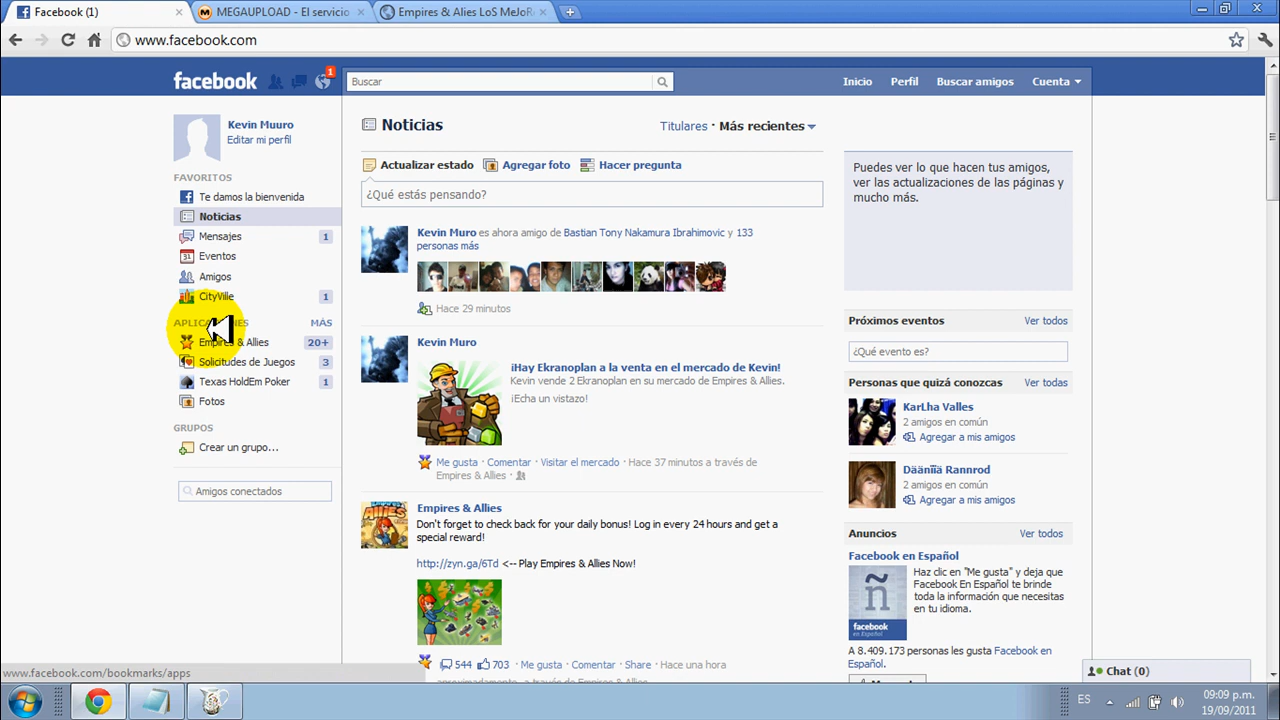 Facebook (1)
MEGAUPLOAD - El servicio
Empires & Allies LoS MeJoR
www.facebook.com
facebook
1
Buscar
Inicio
Perfil
Buscar amigos
Cuenta
Kevin Muuro
Editar mi perfil
FAVORITOS
Te damos la bienvenida
Noticias
Mensajes 1
Eventos
Amigos
CityVille 1
MÁS
Empires & Allies 20+
Solicitudes de Juegos 3
Texas HoldEm Poker 1
Fotos
GRUPOS
Crear un grupo...
Amigos conectados
Noticias
Titulares · Más recientes
Actualizar estado
Agregar foto
Hacer pregunta
¿Qué estás pensando?
Kevin Muro es ahora amigo de Bastian Tony Nakamura Ibrahimovic y 133
personas más
Hace 29 minutos
Kevin Muro
¡Hay Ekranoplan a la venta en el mercado de Kevin!
Kevin vende 2 Ekranoplan en su mercado de Empires & Allies.
¡Echa un vistazo!
Me gusta · Comentar · Visitar el mercado · Hace 37 minutos a través de
Empires & Allies ·
Empires & Allies
Don't forget to check back for your daily bonus! Log in every 24 hours and get a
special reward!
http://zyn.ga/6Td <-- Play Empires & Allies Now!
544 703 · Me gusta · Comentar · Share · Hace una hora
aproximadamente · a través de Empires & Allies
Puedes ver lo que hacen tus amigos,
ver las actualizaciones de las páginas y
mucho más.
Próximos eventos
Ver todos
¿Qué evento es?
Personas que quizá conozcas
Ver todas
KarLha Valles
2 amigos en común
Agregar a mis amigos
Däänïïä Rannrod
2 amigos en común
Agregar a mis amigos
Anuncios
Ver todos
Facebook en Español
ñ
facebook
en Español
Haz clic en "Me gusta" y deja que
Facebook En Español te brinde
toda la información que necesitas
en tu idioma.
A 8.409.173 personas les gusta Facebook en
Español.
Chat (0)
www.facebook.com/bookmarks/apps
ES
09:09 p.m.
19/09/2011